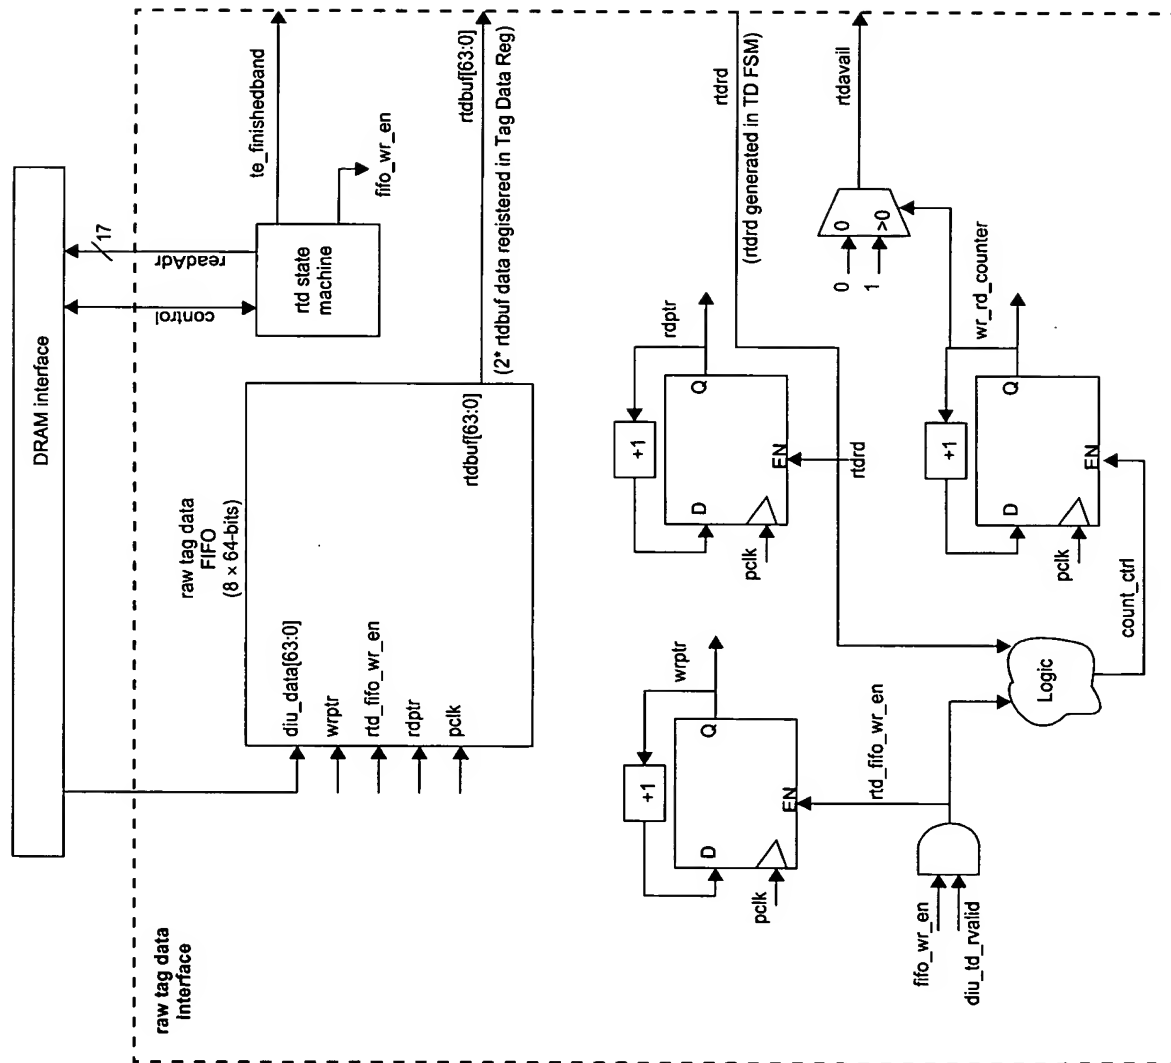 DRAM interface
raw tag data
interface
control
readAdr
17
rtd state
machine
te_finishedband
fifo_wr_en
raw tag data
FIFO
(8 × 64-bits)
diu_data[63:0]
wrptr
rtd_fifo_wr_en
rdptr
pclk
rtdbuf[63:0]
rtdbuf[63:0]
(2* rtdbuf data registered in Tag Data Reg)
+1
wrptr
D
Q
EN
pclk
+1
rdptr
D
Q
EN
pclk
rtdrd
rtdrd
(rtdrd generated in TD FSM)
fifo_wr_en
diu_td_rvalid
rtd_fifo_wr_en
Logic
count_ctrl
+1
wr_rd_counter
D
Q
EN
pclk
0
1
0
>0
rtdavail